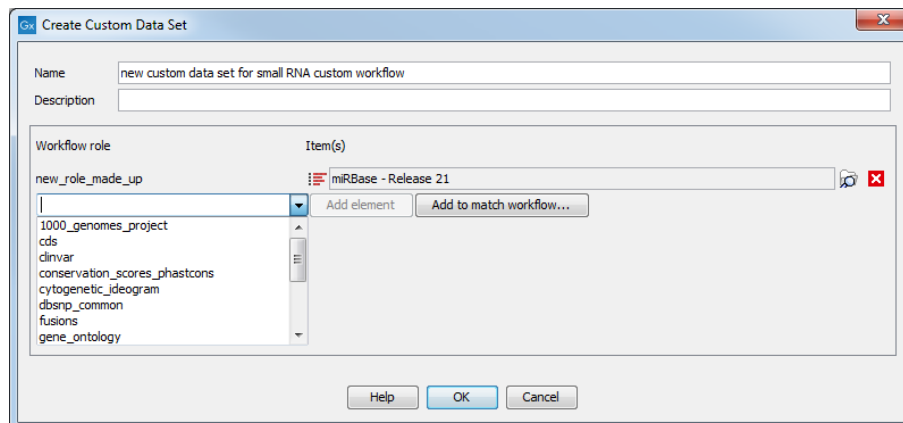 Gx Create Custom Data Set
Name new custom data set for small RNA custom workflow
Description
Workflow role Item(s)
new_role_made_up miRBase - Release 21
Add element Add to match workflow...
1000_genomes_project
cds
clinvar
conservation_scores_phastcons
cytogenetic_ideogram
dbsnp_common
fusions
gene_ontology
Help OK Cancel